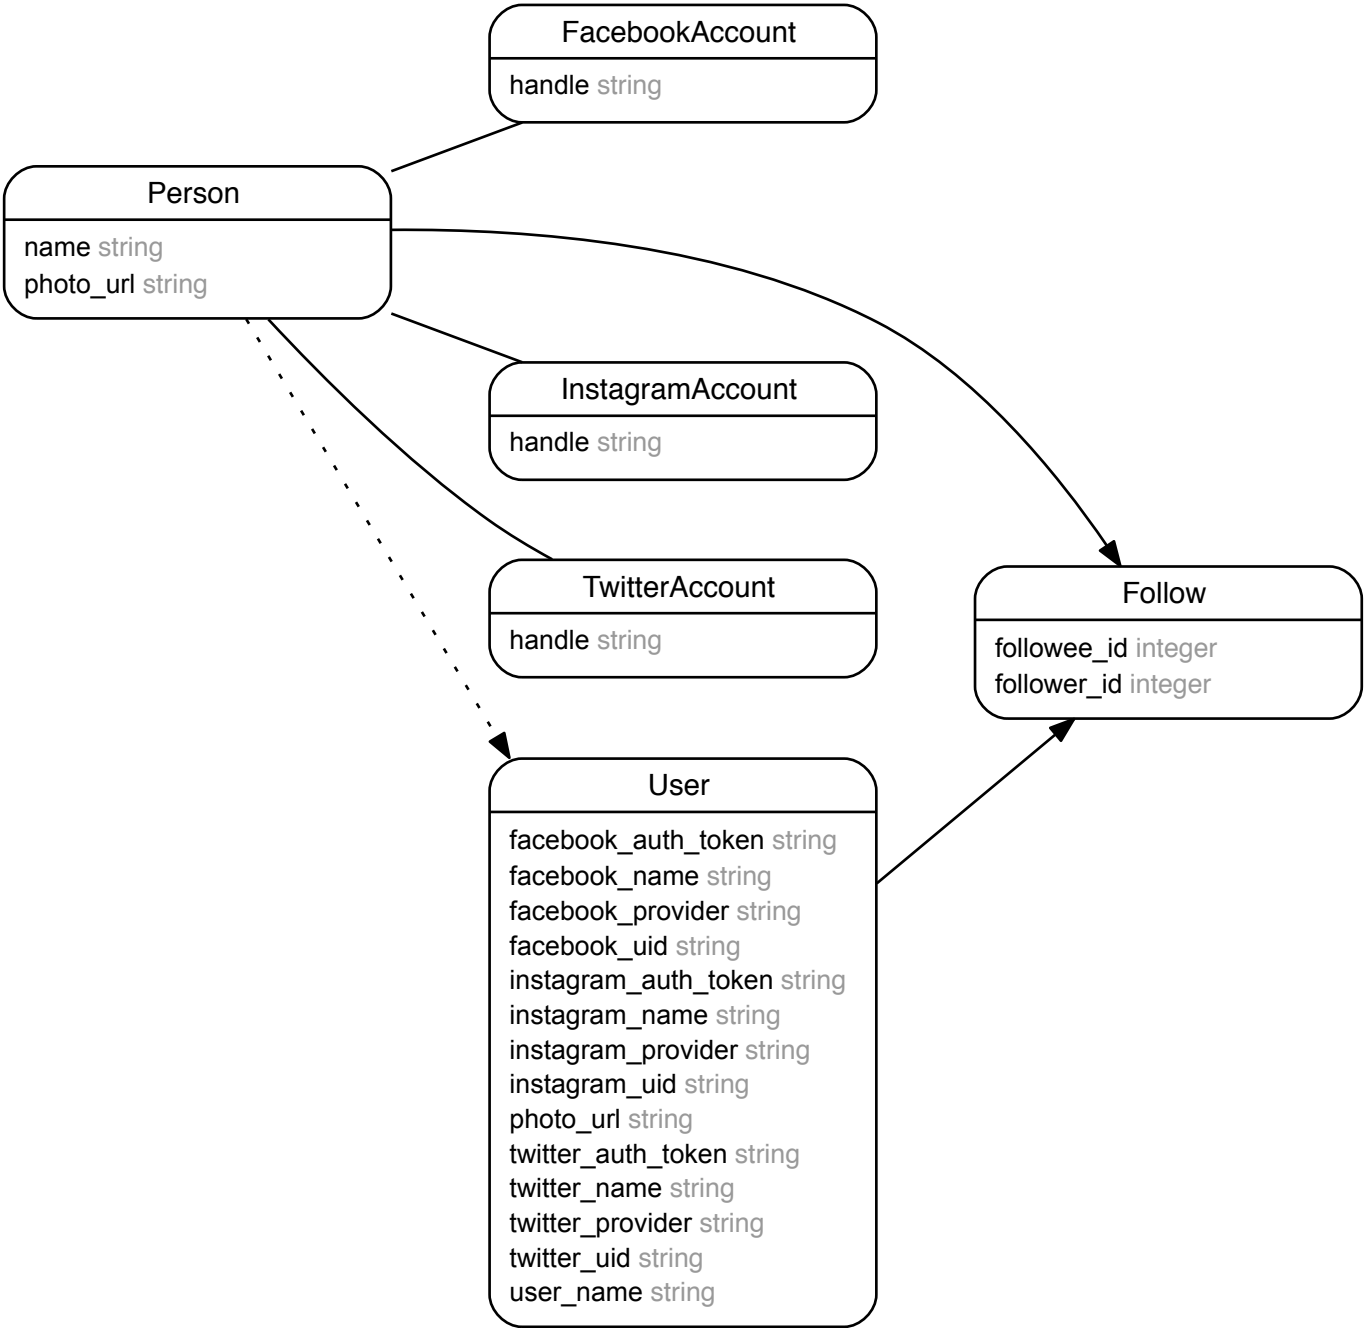 FacebookAccount
handle string
Person
name string
photo_url string
InstagramAccount
handle string
TwitterAccount
handle string
Follow
followee_id integer
follower_id integer
User
facebook_auth_token string
facebook_name string
facebook_provider string
facebook_uid string
instagram_auth_token string
instagram_name string
instagram_provider string
instagram_uid string
photo_url string
twitter_auth_token string
twitter_name string
twitter_provider string
twitter_uid string
user_name string